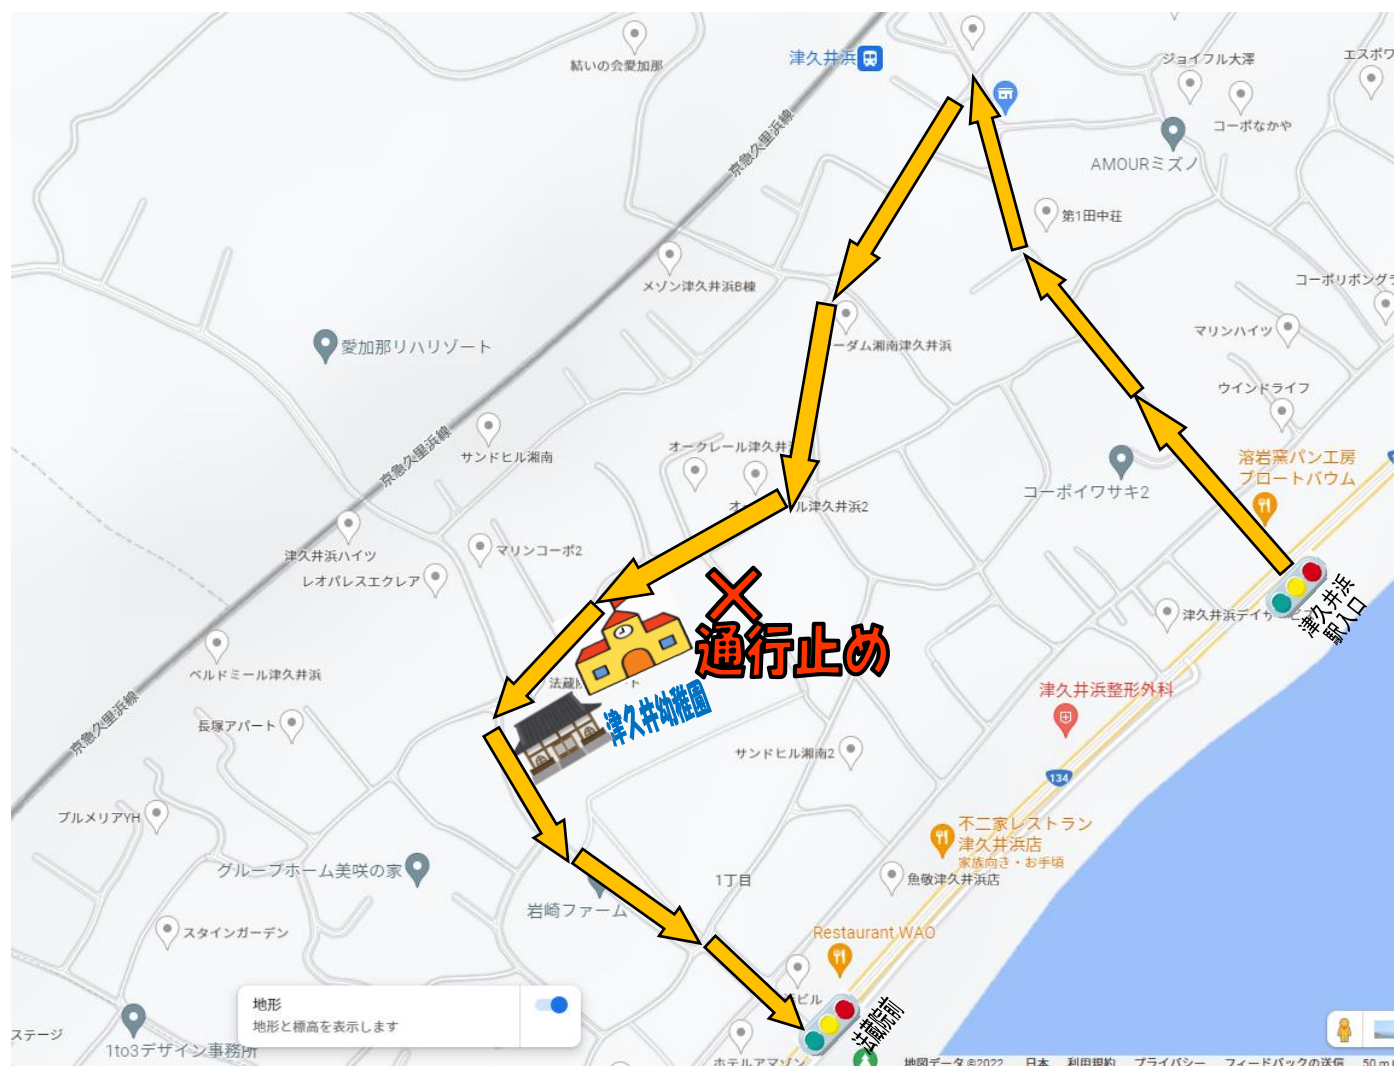 結いの会愛加那
津久井浜
ジョイフル大澤
エスポワ
コーポなかや
京急久里浜線
AMOURミズノ
第1田中荘
メゾン津久井浜B棟
コーポリボング
マリンハイツ
愛加那リハリゾート
ーダム湘南津久井浜
ウインドライフ
京急久里浜線
サンドヒル湘南
オークレール津久井
溶岩窯パン工房
ブロートバウム
コーポイワサキ2
ル津久井浜2
津久井浜ハイツ
マリンコーポ2
レオパレスエクレア
×
通行止め
津久井浜デイサ
津久井浜
駅入口
ベルドミール津久井浜
法蔵
ト
津久井幼稚園
津久井浜整形外科
京急久里浜線
長塚アパート
サンドヒル湘南2
134
プルメリアYH
不二家レストラン
津久井浜店
家族向き・お手頃
グループホーム美咲の家
1丁目
魚敬津久井浜店
岩崎ファーム
スタインガーデン
Restaurant WAO
地形
地形と標高を表示します
ビル
法蔵院前
ステージ
1to3デザイン事務所
ホテルアマゾン
地図データ ©2022 日本 利用規約 プライバシー フィードバックの送信 50 m